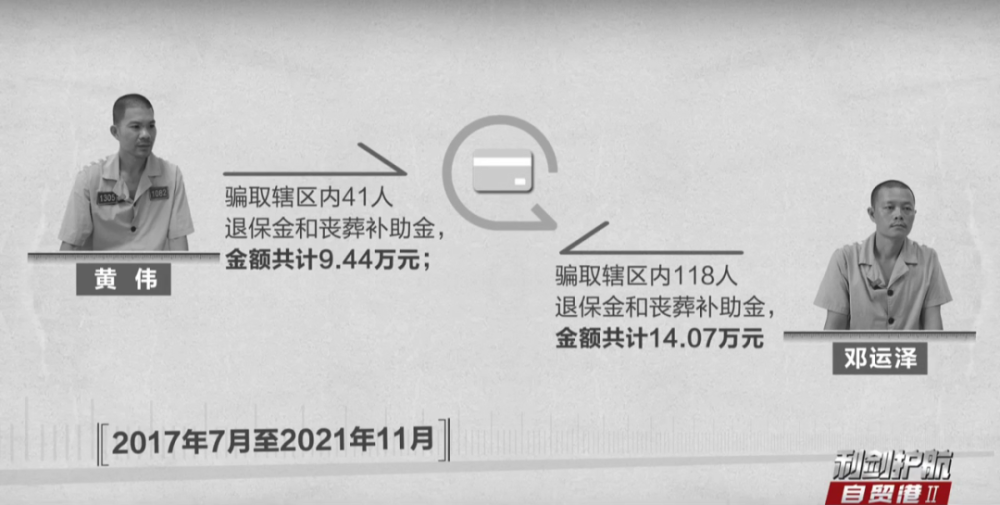 骗取辖区内41人
退保金和丧葬补助金，
金额共计9.44万元；
黄 伟
骗取辖区内118人
退保金和丧葬补助金，
金额共计14.07万元
邓运泽
2017年7月至2021年11月
利剑护航
自贸港Ⅱ